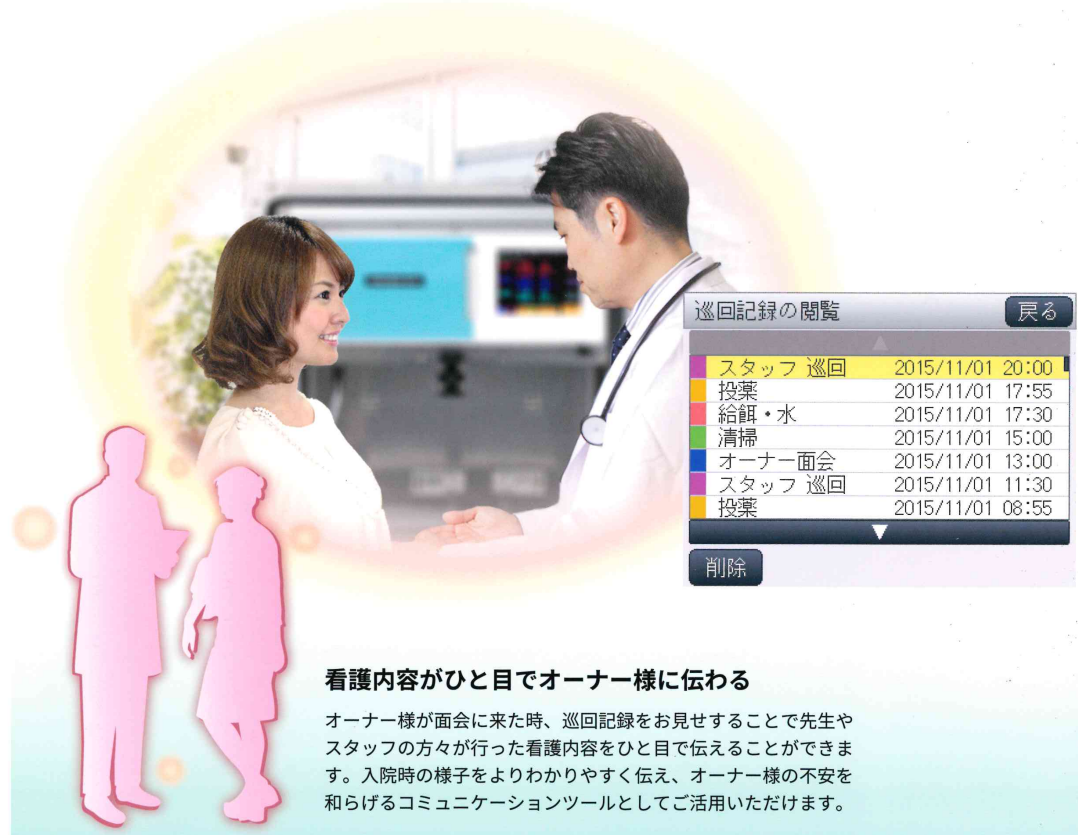 巡回記録の閲覧 戻る
スタッフ 巡回 2015/11/01 20:00
投薬 2015/11/01 17:55
給餌・水 2015/11/01 17:30
清掃 2015/11/01 15:00
オーナー面会 2015/11/01 13:00
スタッフ 巡回 2015/11/01 11:30
投薬 2015/11/01 08:55
削除
看護内容がひと目でオーナー様に伝わる
オーナー様が面会に来た時、巡回記録をお見せすることで先生や
スタッフの方々が行った看護内容をひと目で伝えることができま
す。入院時の様子をよりわかりやすく伝え、オーナー様の不安を
和らげるコミュニケーションツールとしてご活用いただけます。